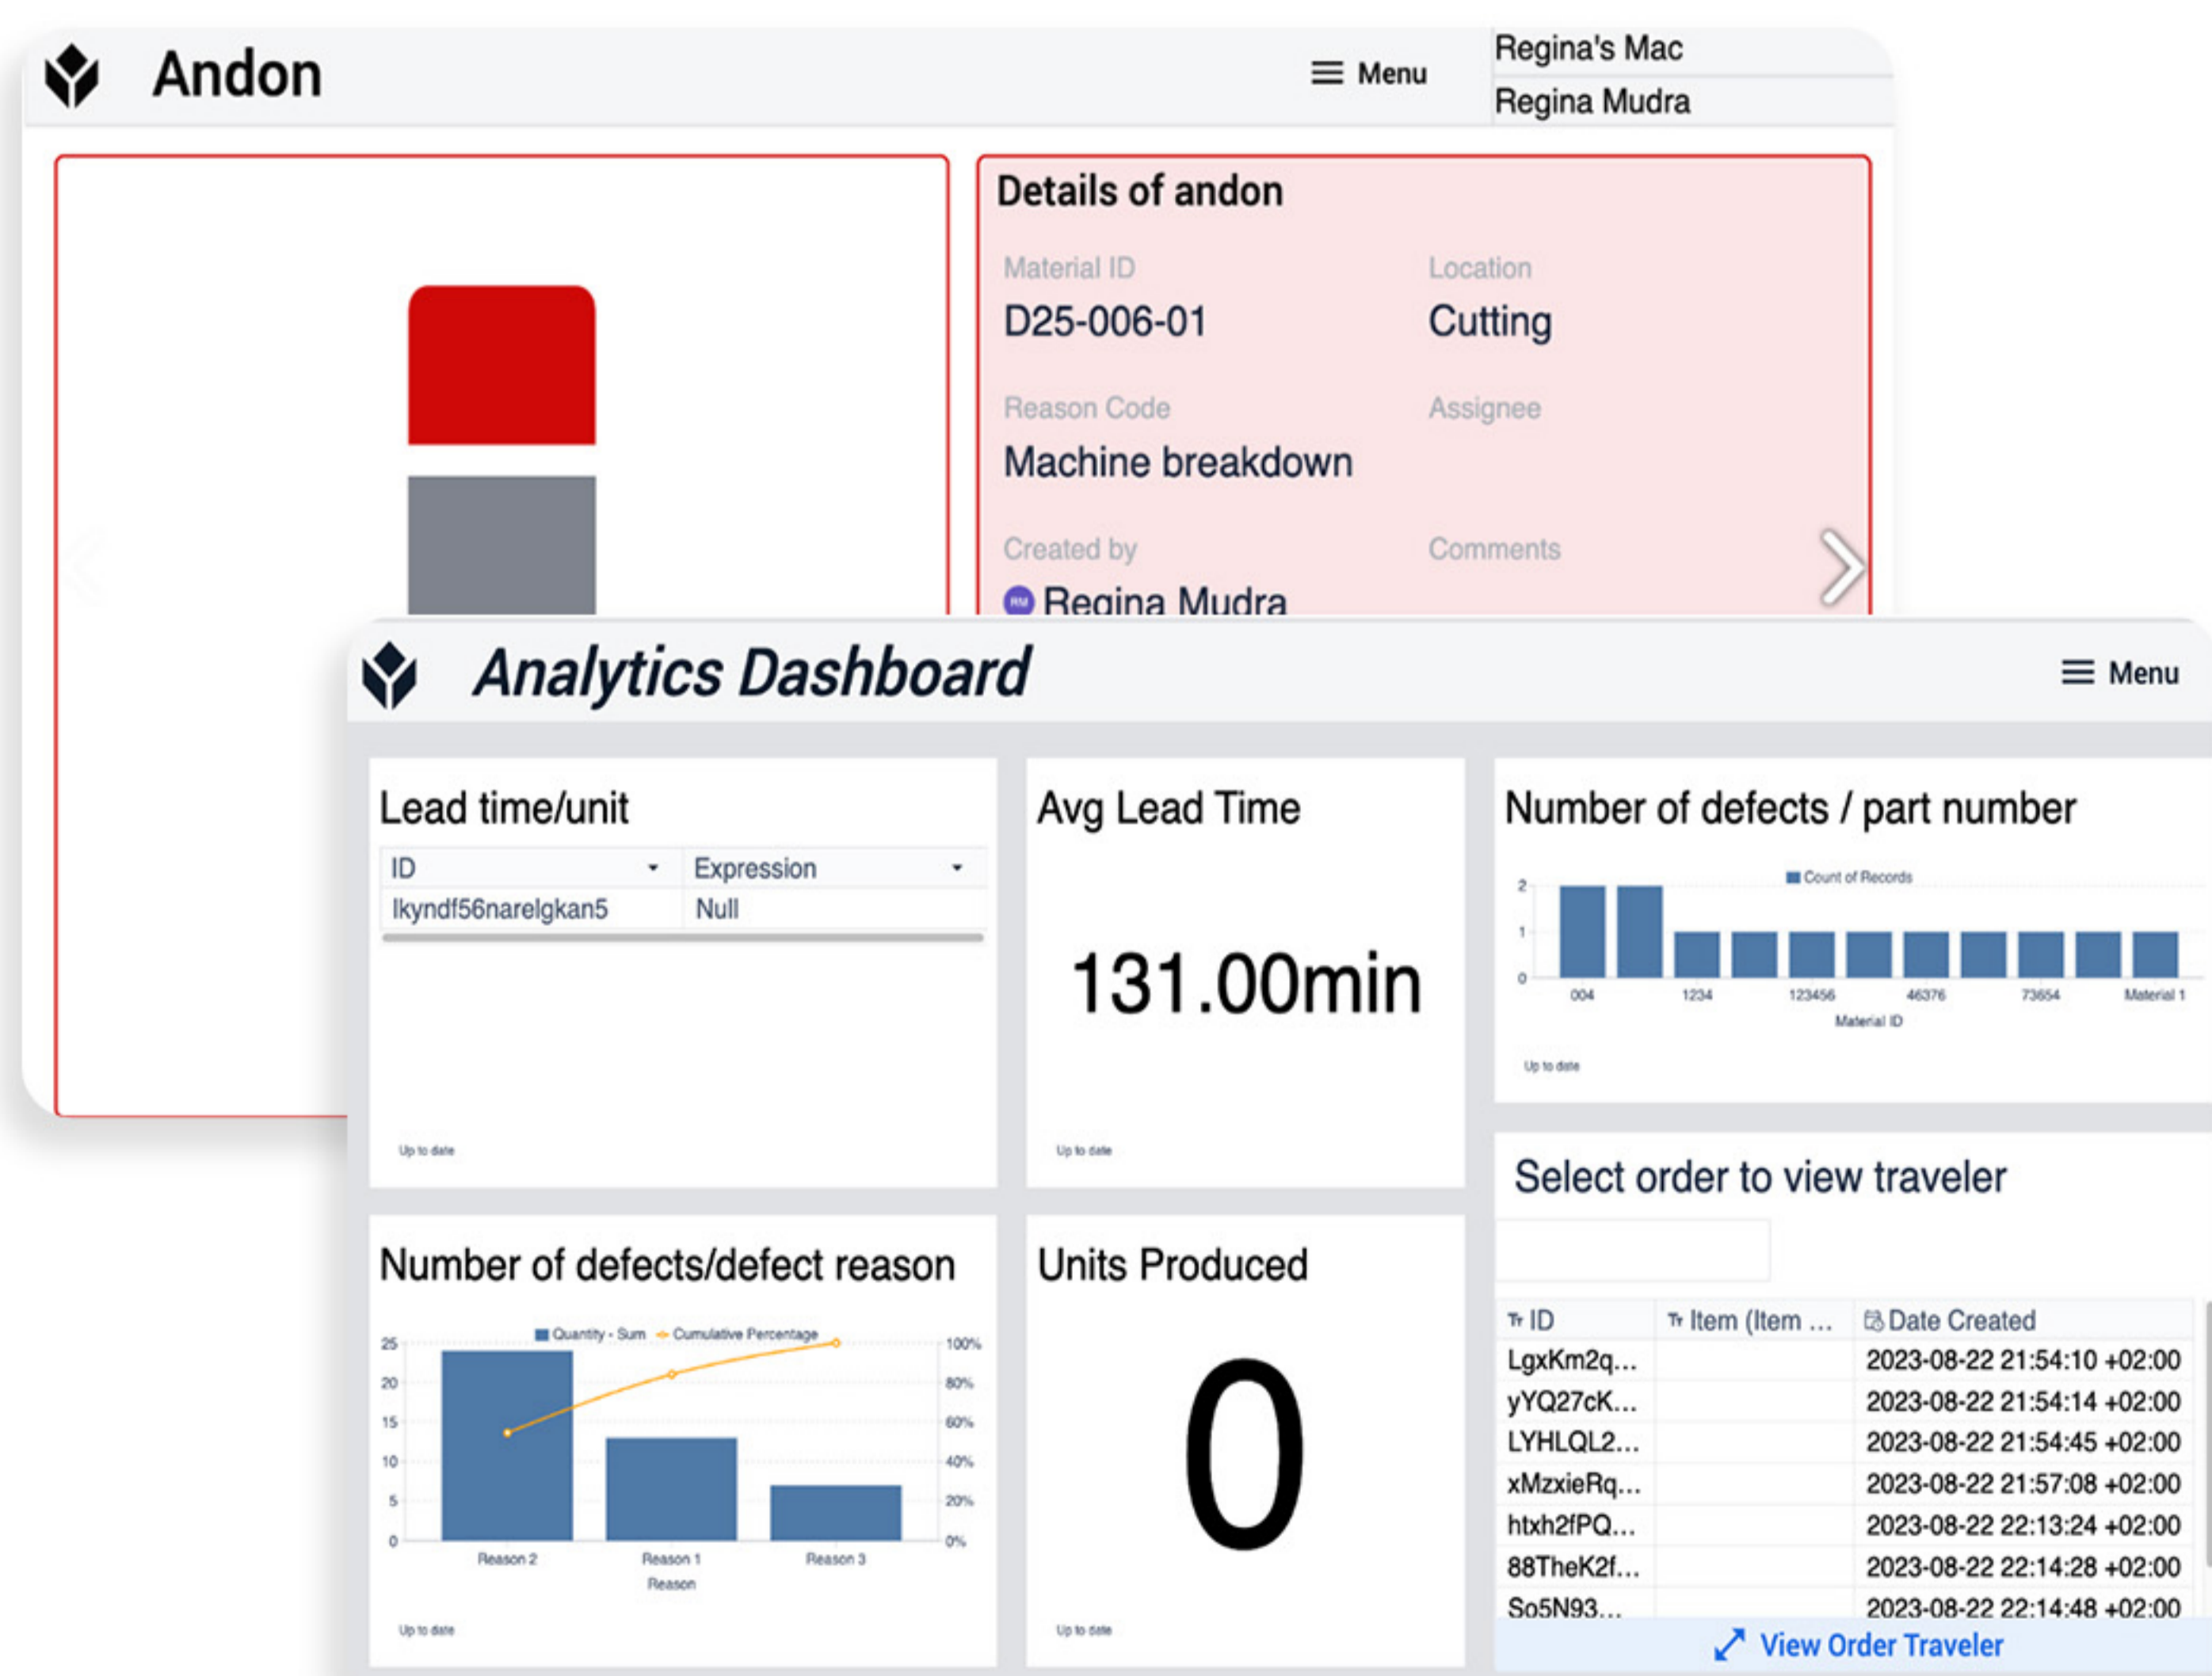 Andon
Menu
Regina's Mac
Regina Mudra
Details of andon
Material ID
Location
D25-006-01
Cutting
Reason Code
Assignee
Machine breakdown
Created by
Comments
RM Regina Mudra
Analytics Dashboard
Menu
Lead time/unit
ID Expression
lkyndf56narelgkan5 Null
Up to date
Avg Lead Time
131.00min
Up to date
Number of defects / part number
Count of Records
2
1
0
004 1234 123456 46376 73654 Material 1
Material ID
Up to date
Number of defects/defect reason
Quantity - Sum Cumulative Percentage
25 100%
20 80%
15 60%
10 40%
5 20%
0 0%
Reason 2 Reason 1 Reason 3
Reason
Up to date
Units Produced
0
Up to date
Select order to view traveler
Tr ID Tr Item (Item ... Date Created
LgxKm2q... 2023-08-22 21:54:10 +02:00
yYQ27cK... 2023-08-22 21:54:14 +02:00
LYHLQL2... 2023-08-22 21:54:45 +02:00
xMzxieRq... 2023-08-22 21:57:08 +02:00
htxh2fPQ... 2023-08-22 22:13:24 +02:00
88TheK2f... 2023-08-22 22:14:28 +02:00
So5N93... 2023-08-22 22:14:48 +02:00
View Order Traveler